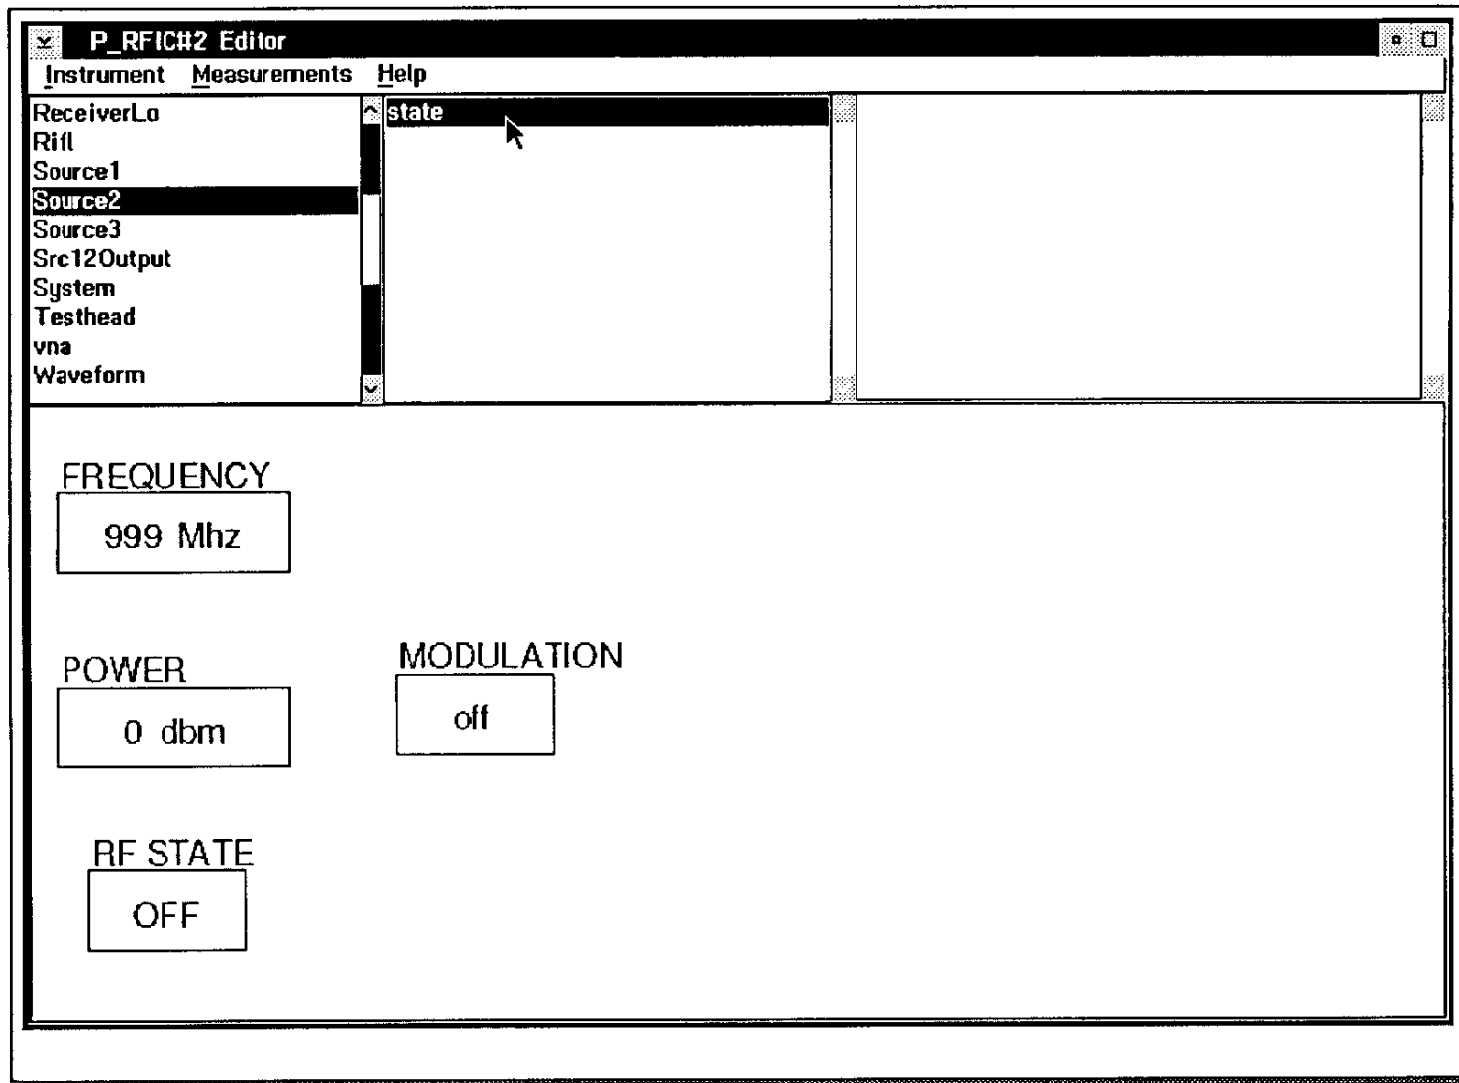 P_RFIC#2 Editor
Instrument Measurements Help
ReceiverLo
Rifl
Source1
Source2
Source3
Src12Output
System
Testhead
vna
Waveform
state
FREQUENCY
999 Mhz
POWER
0 dbm
MODULATION
off
RF STATE
OFF